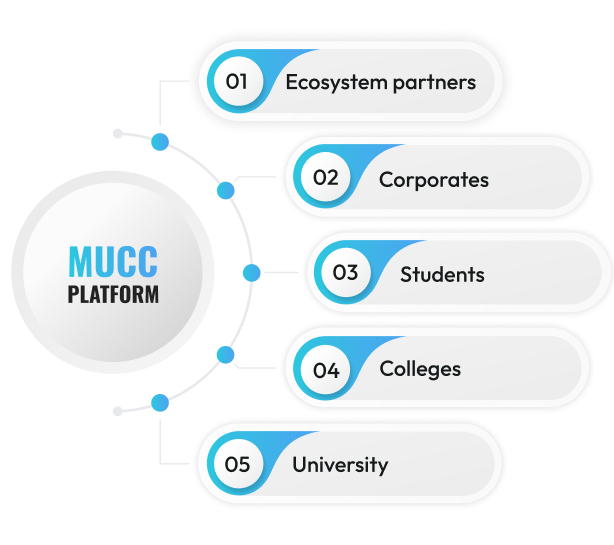 MUCC
PLATFORM
01 Ecosystem partners
02 Corporates
03 Students
04 Colleges
05 University